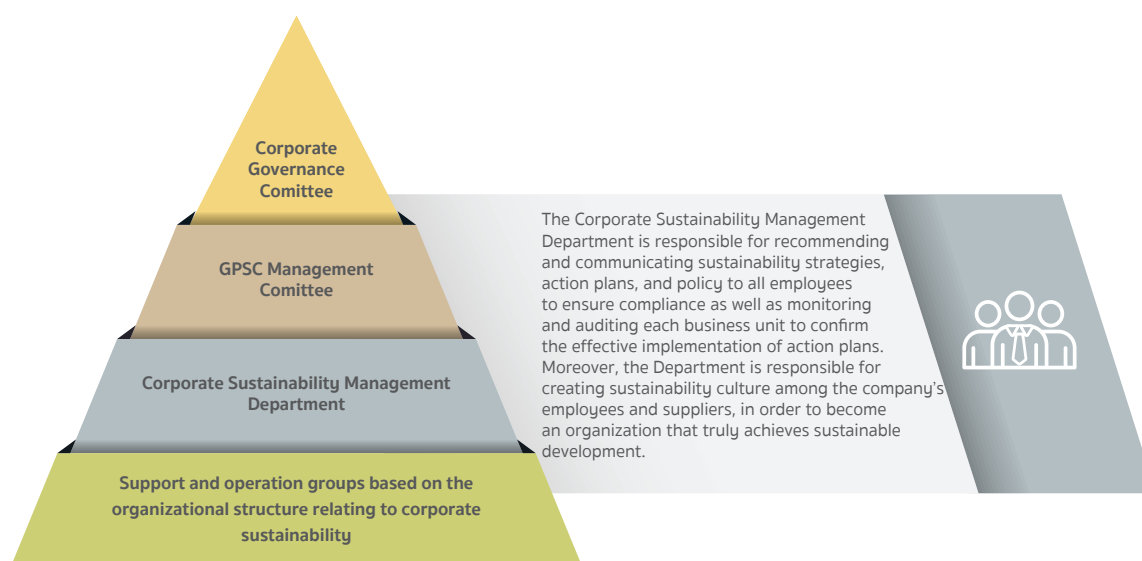 Corporate
Governance
Comittee
GPSC Management
Comittee
Corporate Sustainability Management
Department
Support and operation groups based on the
organizational structure relating to corporate
sustainability
The Corporate Sustainability Management
Department is responsible for recommending
and communicating sustainability strategies,
action plans, and policy to all employees
to ensure compliance as well as monitoring
and auditing each business unit to confirm
the effective implementation of action plans.
Moreover, the Department is responsible for
creating sustainability culture among the company's
employees and suppliers, in order to become
an organization that truly achieves sustainable
development.